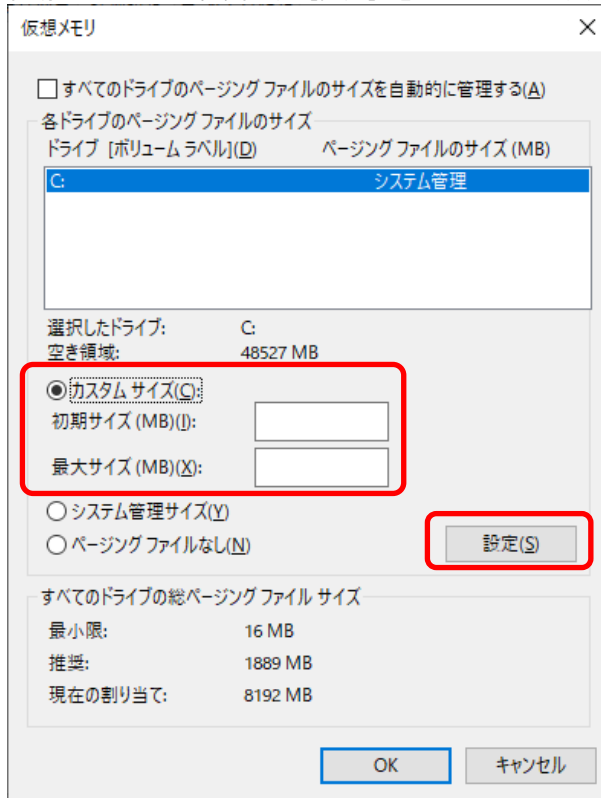 仮想メモリ
すべてのドライブのページング ファイルのサイズを自動的に管理する(A)
各ドライブのページング ファイルのサイズ
ドライブ [ボリューム ラベル](D) ページング ファイルのサイズ (MB)
C: システム管理
選択したドライブ: C:
空き領域: 48527 MB
カスタム サイズ(C):
初期サイズ (MB)(I):
最大サイズ (MB)(X):
システム管理サイズ(Y)
ページング ファイルなし(N) 設定(S)
すべてのドライブの総ページング ファイル サイズ
最小限: 16 MB
推奨: 1889 MB
現在の割り当て: 8192 MB
OK キャンセル